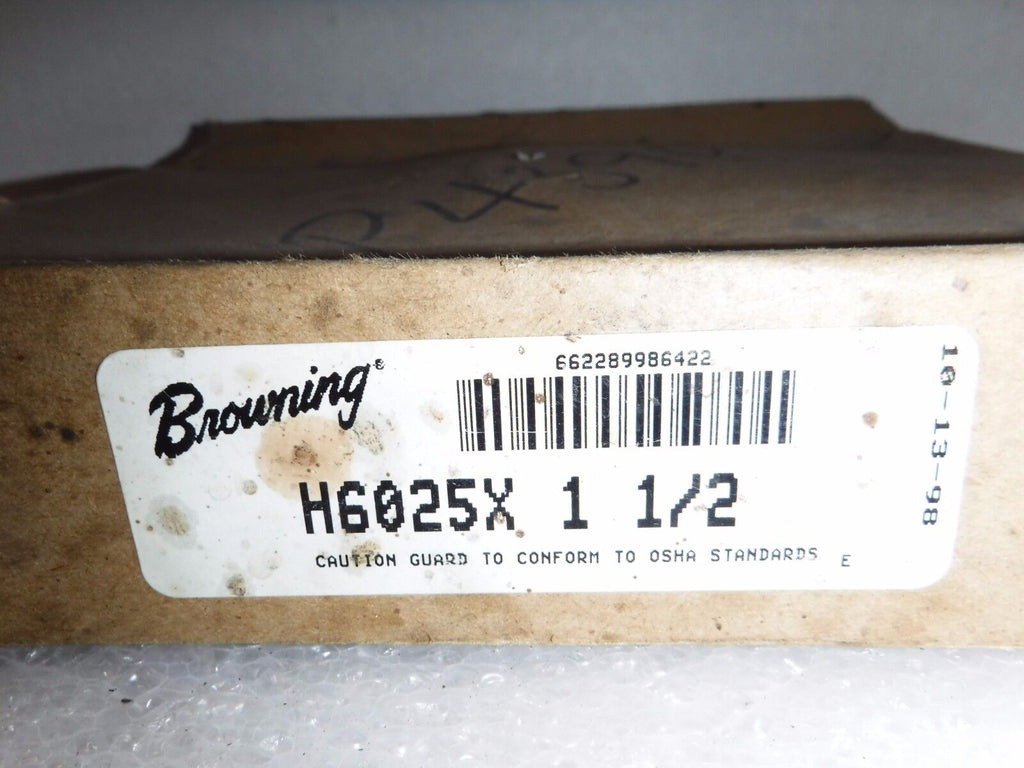 Browning®
662289986422
H6025X 1 1/2
CAUTION GUARD TO CONFORM TO OSHA STANDARDS E
10-13-98